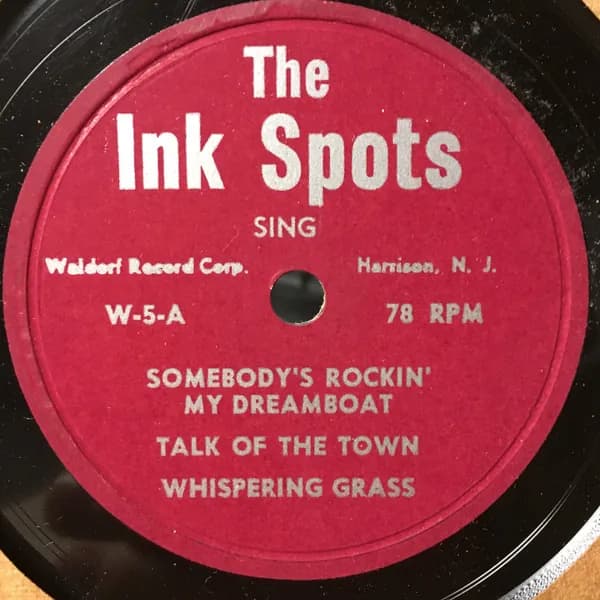 The
Ink Spots
SING
Waldorf Record Corp. Harrison, N. J.
W-5-A 78 RPM
SOMEBODY'S ROCKIN'
MY DREAMBOAT
TALK OF THE TOWN
WHISPERING GRASS